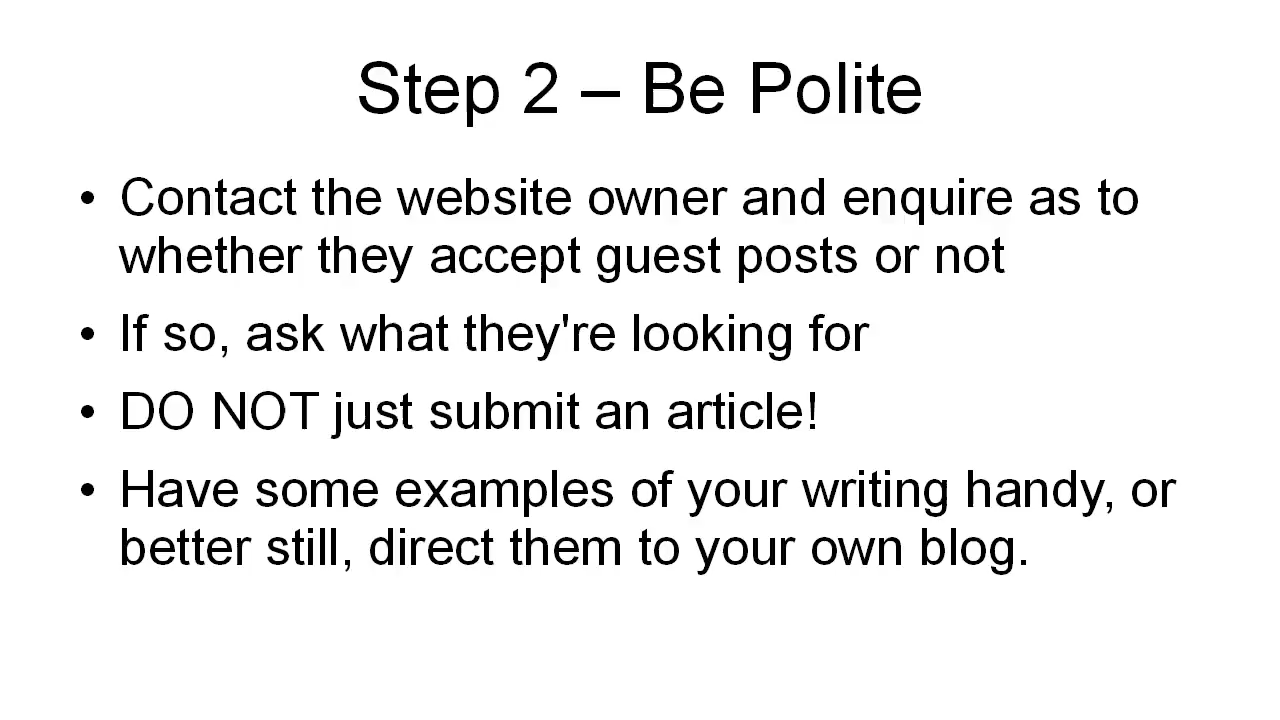 Step 2 – Be Polite
• Contact the website owner and enquire as to
whether they accept guest posts or not
• If so, ask what they're looking for
• DO NOT just submit an article!
• Have some examples of your writing handy, or
better still, direct them to your own blog.